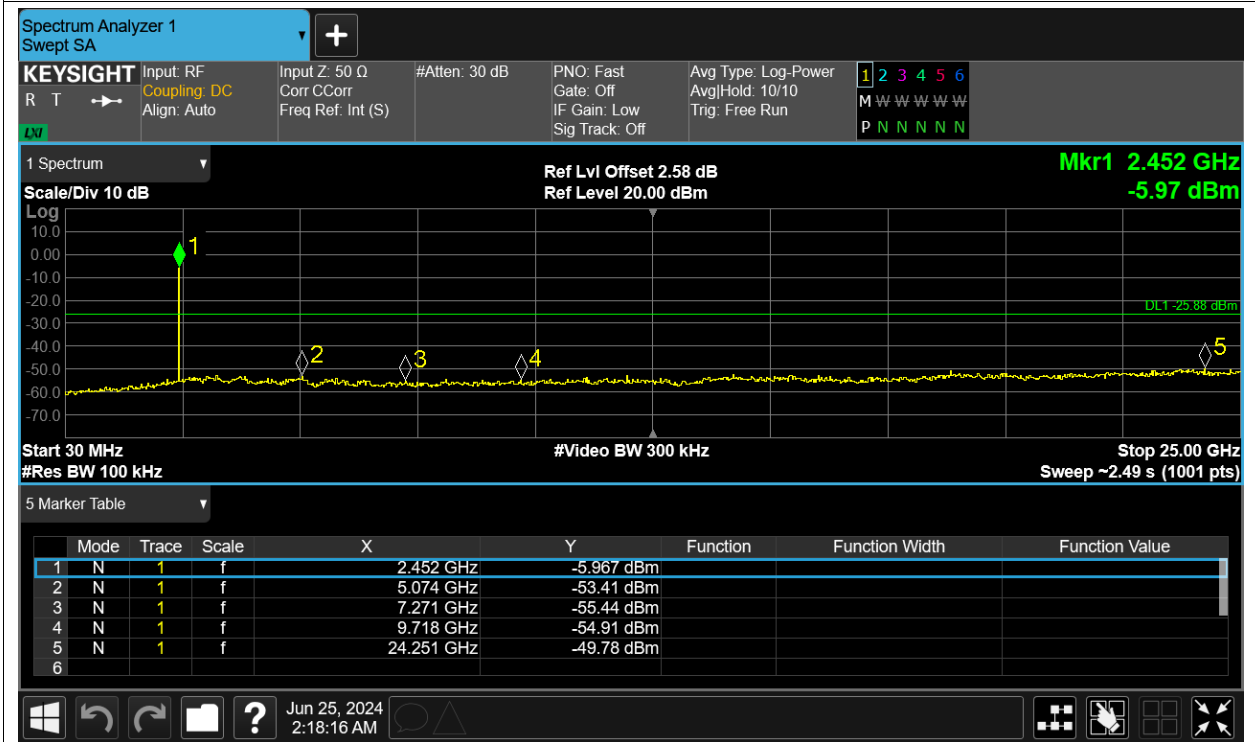 Spectrum Analyzer 1
Swept SA
+
KEYSIGHT
R T
LXI
Input: RF
Coupling: DC
Align: Auto
Input Z: 50 Ω
Corr CCorr
Freq Ref: Int (S)
#Atten: 30 dB
PNO: Fast
Gate: Off
IF Gain: Low
Sig Track: Off
Avg Type: Log-Power
Avg|Hold: 10/10
Trig: Free Run
1 2 3 4 5 6
M W W W W W
P N N N N N
1 Spectrum
Scale/Div 10 dB
Ref Lvl Offset 2.58 dB
Ref Level 20.00 dBm
Mkr1 2.452 GHz
-5.97 dBm
Log
10.0
0.00
-10.0
-20.0
-30.0
-40.0
-50.0
-60.0
-70.0
1
2
3
4
5
DL1 -25.88 dBm
Start 30 MHz
#Video BW 300 kHz
Stop 25.00 GHz
#Res BW 100 kHz
Sweep ~2.49 s (1001 pts)
5 Marker Table
Mode Trace Scale X Y Function Function Width Function Value
1 N 1 f 2.452 GHz -5.967 dBm
2 N 1 f 5.074 GHz -53.41 dBm
3 N 1 f 7.271 GHz -55.44 dBm
4 N 1 f 9.718 GHz -54.91 dBm
5 N 1 f 24.251 GHz -49.78 dBm
6
?
Jun 25, 2024
2:18:16 AM